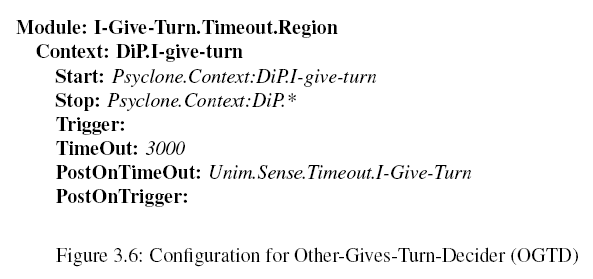 Module: I-Give-Turn.Timeout.Region
Context: DiP.I-give-turn
Start: Psyclone.Context:DiP.I-give-turn
Stop: Psyclone.Context:DiP.*
Trigger:
TimeOut: 3000
PostOnTimeOut: Unim.Sense.Timeout.I-Give-Turn
PostOnTrigger:
Figure 3.6: Configuration for Other-Gives-Turn-Decider (OGTD)